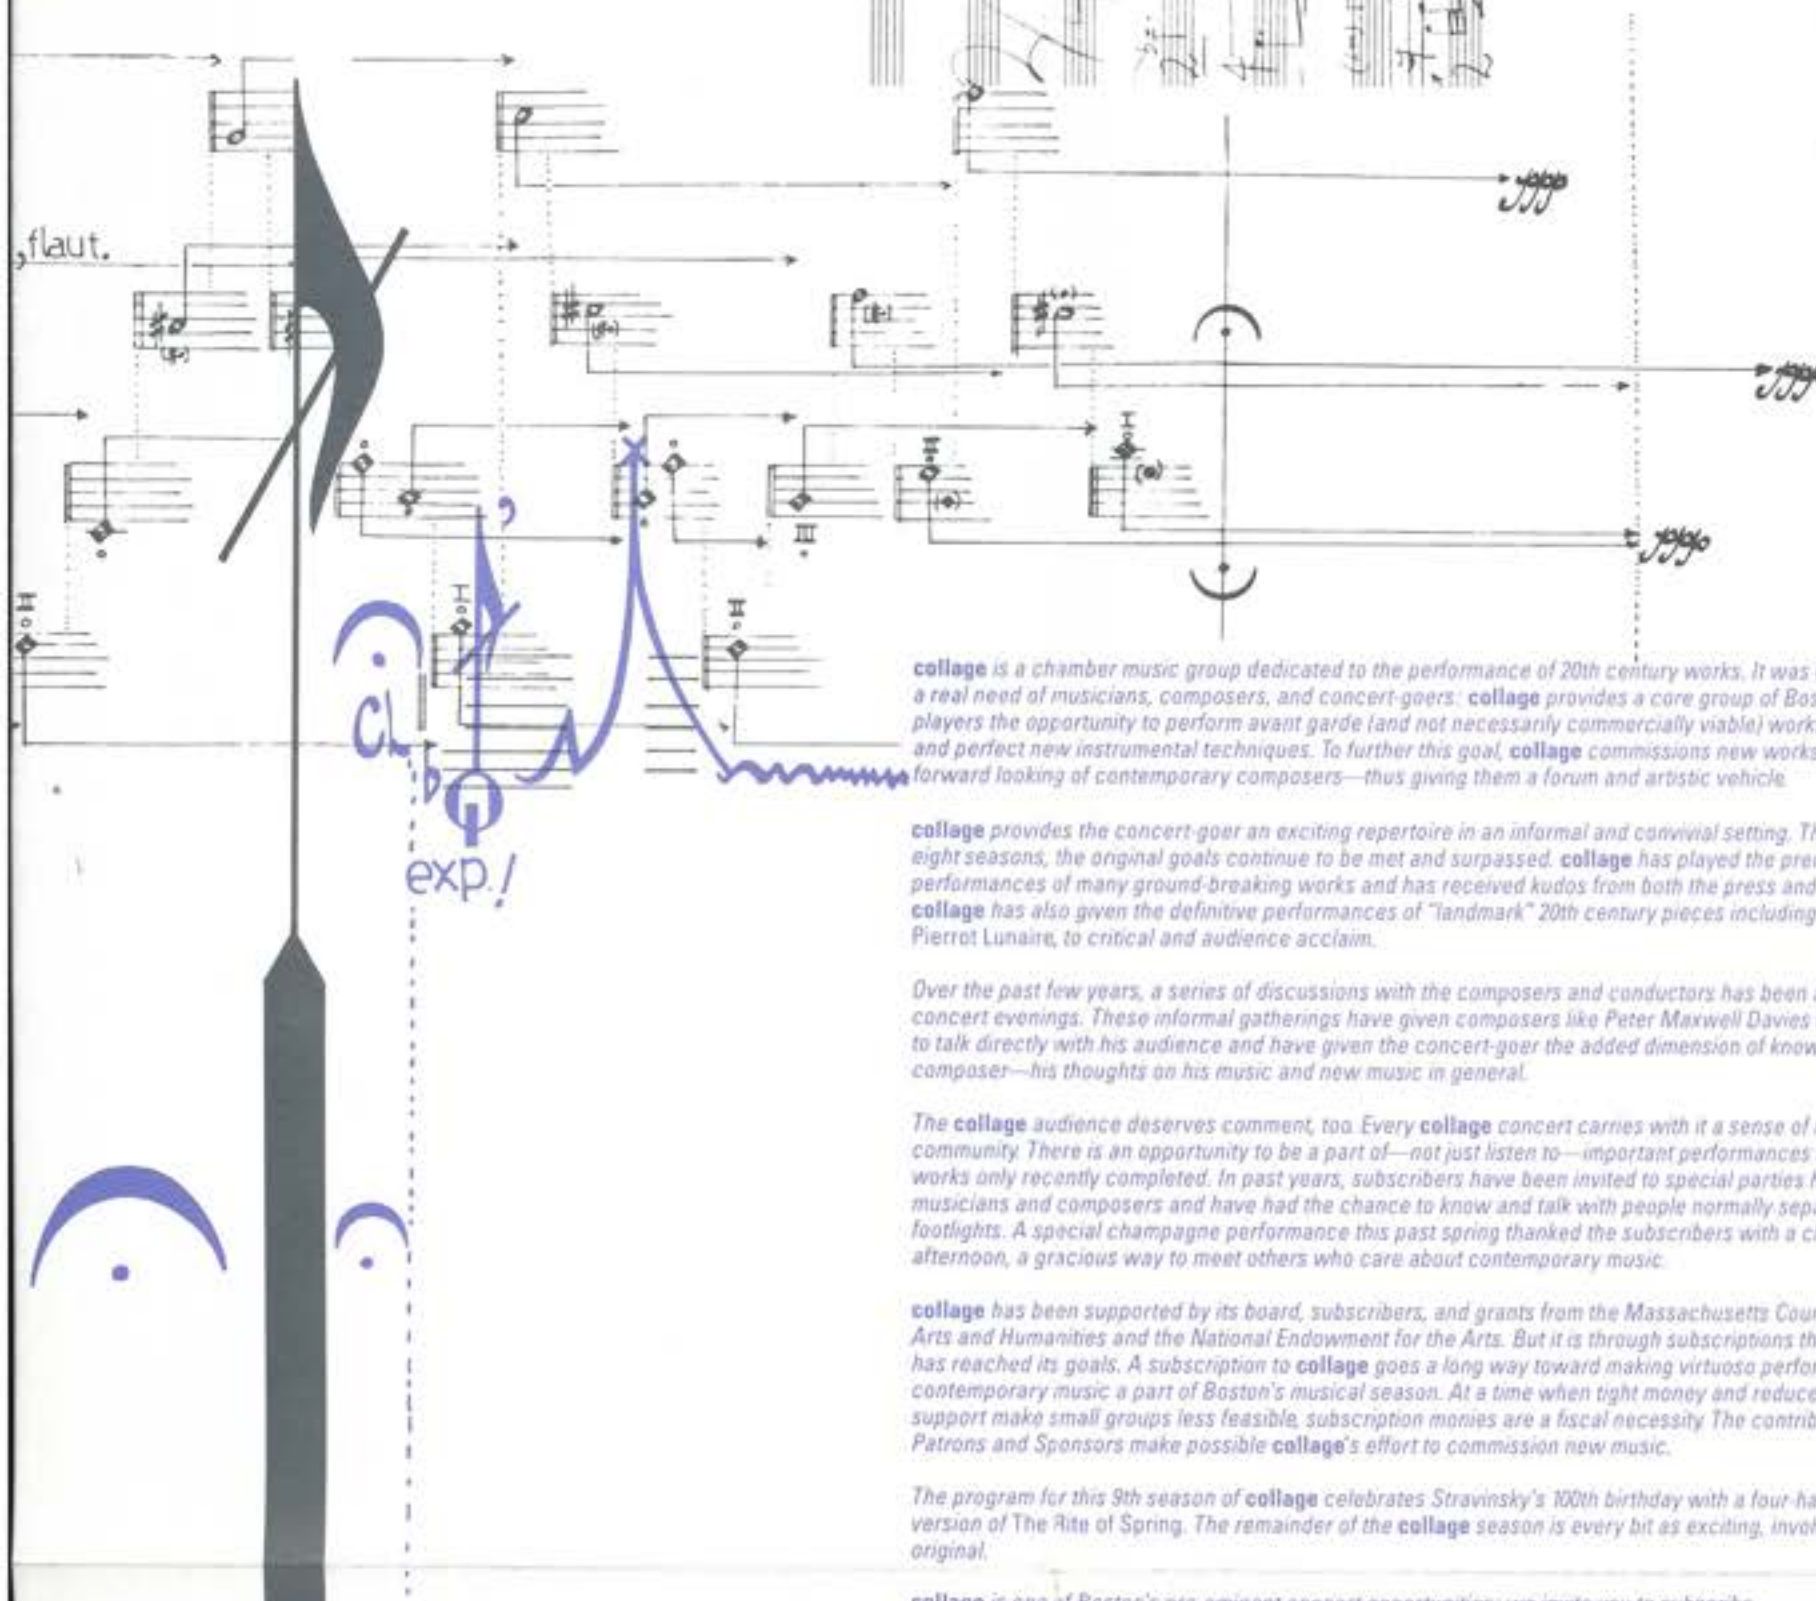 , flaut.
H
H
III
H
H
H
H
Cl.
exp.!
collage is a chamber music group dedicated to the performance of 20th century works. It was
a real need of musicians, composers, and concert-goers: collage provides a core group of Bos
players the opportunity to perform avant garde (and not necessarily commercially viable) work
and perfect new instrumental techniques. To further this goal, collage commissions new works
forward looking of contemporary composers—thus giving them a forum and artistic vehicle.
collage provides the concert-goer an exciting repertoire in an informal and convivial setting. Th
eight seasons, the original goals continue to be met and surpassed. collage has played the pre
performances of many ground-breaking works and has received kudos from both the press and
collage has also given the definitive performances of "landmark" 20th century pieces including
Pierrot Lunaire, to critical and audience acclaim.
Over the past few years, a series of discussions with the composers and conductors has been
concert evenings. These informal gatherings have given composers like Peter Maxwell Davies
to talk directly with his audience and have given the concert-goer the added dimension of know
composer—his thoughts on his music and new music in general.
The collage audience deserves comment, too. Every collage concert carries with it a sense of
community. There is an opportunity to be a part of—not just listen to—important performances
works only recently completed. In past years, subscribers have been invited to special parties
musicians and composers and have had the chance to know and talk with people normally sepa
footlights. A special champagne performance this past spring thanked the subscribers with a
afternoon, a gracious way to meet others who care about contemporary music.
collage has been supported by its board, subscribers, and grants from the Massachusetts Cou
Arts and Humanities and the National Endowment for the Arts. But it is through subscriptions th
has reached its goals. A subscription to collage goes a long way toward making virtuoso perfor
contemporary music a part of Boston's musical season. At a time when tight money and reduce
support make small groups less feasible, subscription monies are a fiscal necessity. The contrib
Patrons and Sponsors make possible collage's effort to commission new music.
The program for this 9th season of collage celebrates Stravinsky's 100th birthday with a four-ha
version of The Rite of Spring. The remainder of the collage season is every bit as exciting, invol
original.
collage is one of Boston's pre-eminent concert opportunities; we invite you to subscribe.